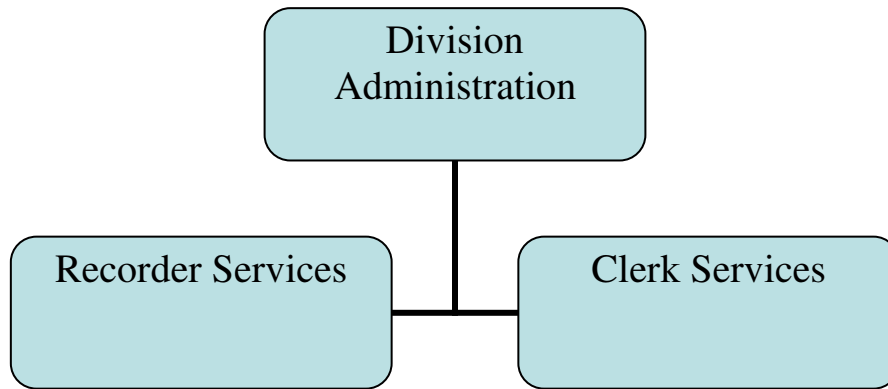 Division
Administration
Recorder Services
Clerk Services